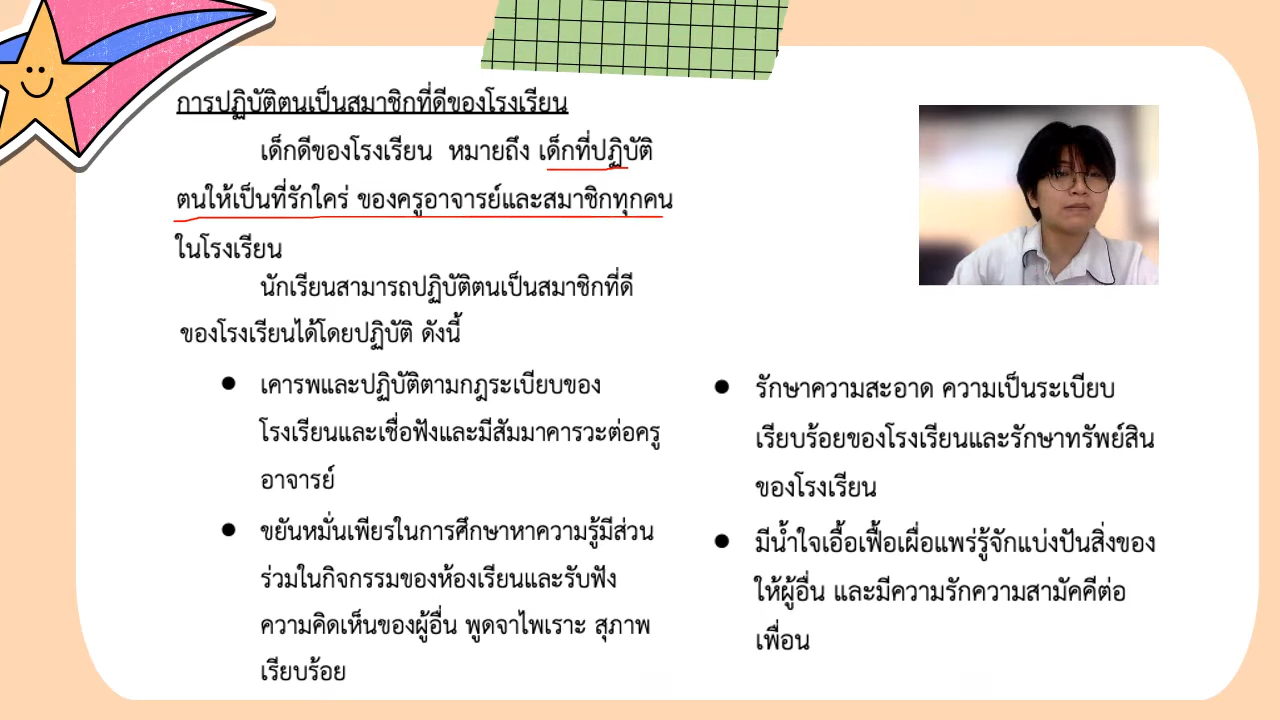 การปฏิบัติตนเป็นสมาชิกที่ดีของโรงเรียน
เด็กดีของโรงเรียน หมายถึง เด็กที่ปฏิบัติ
ตนให้เป็นที่รักใคร่ ของครูอาจารย์และสมาชิกทุกคน
ในโรงเรียน
นักเรียนสามารถปฏิบัติตนเป็นสมาชิกที่ดี
ของโรงเรียนได้โดยปฏิบัติ ดังนี้
● เคารพและปฏิบัติตามกฎระเบียบของ
โรงเรียนและเชื่อฟังและมีสัมมาคารวะต่อครู
อาจารย์
● ขยันหมั่นเพียรในการศึกษาหาความรู้มีส่วน
ร่วมในกิจกรรมของห้องเรียนและรับฟัง
ความคิดเห็นของผู้อื่น พูดจาไพเราะ สุภาพ
เรียบร้อย
● รักษาความสะอาด ความเป็นระเบียบ
เรียบร้อยของโรงเรียนและรักษาทรัพย์สิน
ของโรงเรียน
● มีน้ำใจเอื้อเฟื้อเผื่อแพร่รู้จักแบ่งปันสิ่งของ
ให้ผู้อื่น และมีความรักความสามัคคีต่อ
เพื่อน